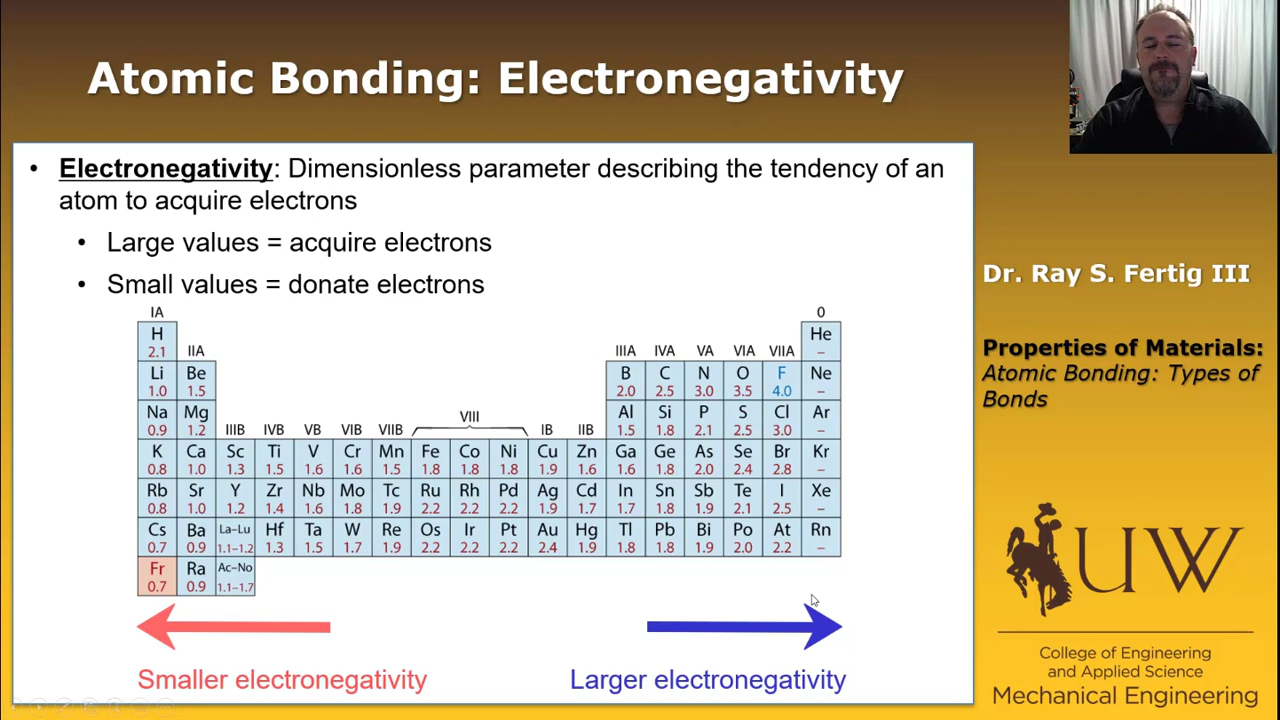 Atomic Bonding: Electronegativity
• Electronegativity: Dimensionless parameter describing the tendency of an
atom to acquire electrons
• Large values = acquire electrons
• Small values = donate electrons
IA 0
H He
2.1 –
IIA IIIA IVA VA VIA VIIA
Li Be B C N O F Ne
1.0 1.5 2.0 2.5 3.0 3.5 4.0 –
Na Mg Al Si P S Cl Ar
0.9 1.2 1.5 1.8 2.1 2.5 3.0 –
IIIB IVB VB VIB VIIB VIII IB IIB
K Ca Sc Ti V Cr Mn Fe Co Ni Cu Zn Ga Ge As Se Br Kr
0.8 1.0 1.3 1.5 1.6 1.6 1.5 1.8 1.8 1.8 1.9 1.6 1.6 1.8 2.0 2.4 2.8 –
Rb Sr Y Zr Nb Mo Tc Ru Rh Pd Ag Cd In Sn Sb Te I Xe
0.8 1.0 1.2 1.4 1.6 1.8 1.9 2.2 2.2 2.2 1.9 1.7 1.7 1.8 1.9 2.1 2.5 –
Cs Ba La–Lu Hf Ta W Re Os Ir Pt Au Hg Tl Pb Bi Po At Rn
0.7 0.9 1.1–1.2 1.3 1.5 1.7 1.9 2.2 2.2 2.2 2.4 1.9 1.8 1.8 1.9 2.0 2.2 –
Fr Ra Ac–No
0.7 0.9 1.1–1.7
Smaller electronegativity
Larger electronegativity
Dr. Ray S. Fertig III
Properties of Materials:
Atomic Bonding: Types of
Bonds
UW
College of Engineering
and Applied Science
Mechanical Engineering